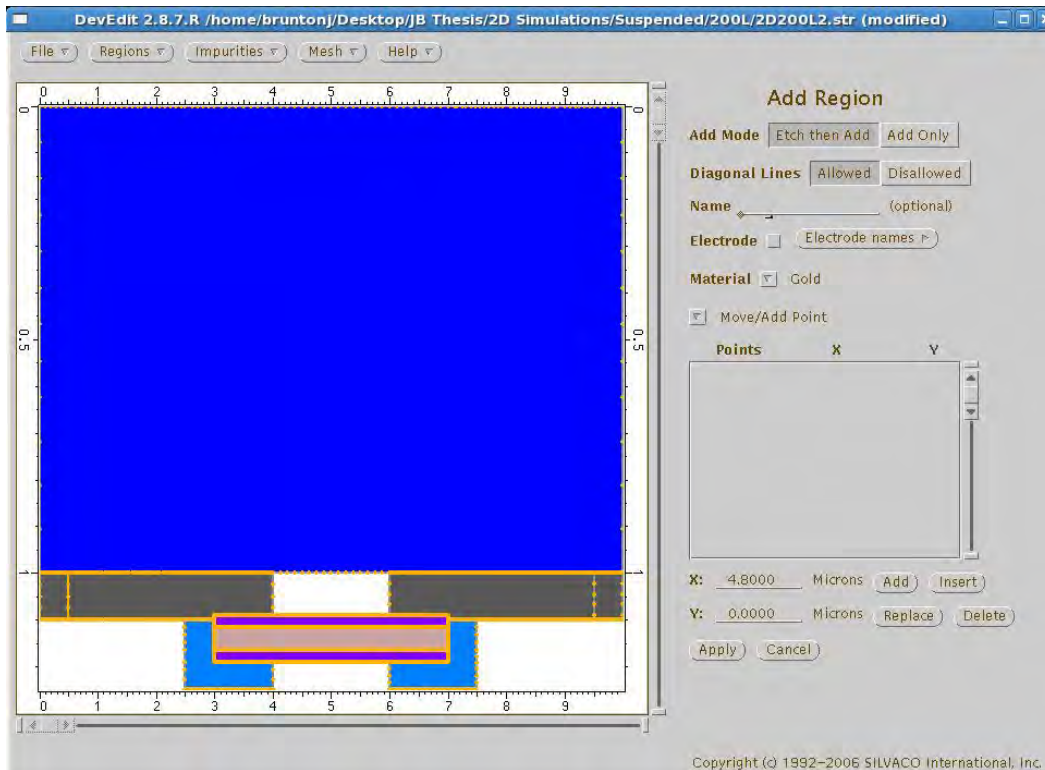 DevEdit 2.8.7.R /home/bruntonj/Desktop/JB Thesis/2D Simulations/Suspended/200L/2D200L2.str (modified)
File Regions Impurities Mesh Help
0 1 2 3 4 5 6 7 8 9
0 0
0.5 0.5
1 1
0 1 2 3 4 5 6 7 8 9
Add Region
Add Mode Etch then Add Add Only
Diagonal Lines Allowed Disallowed
Name (optional)
Electrode Electrode names
Material Gold
Move/Add Point
Points X Y
X: 4.8000 Microns Add Insert
Y: 0.0000 Microns Replace Delete
Apply Cancel
Copyright (c) 1992-2006 SILVACO International, Inc.